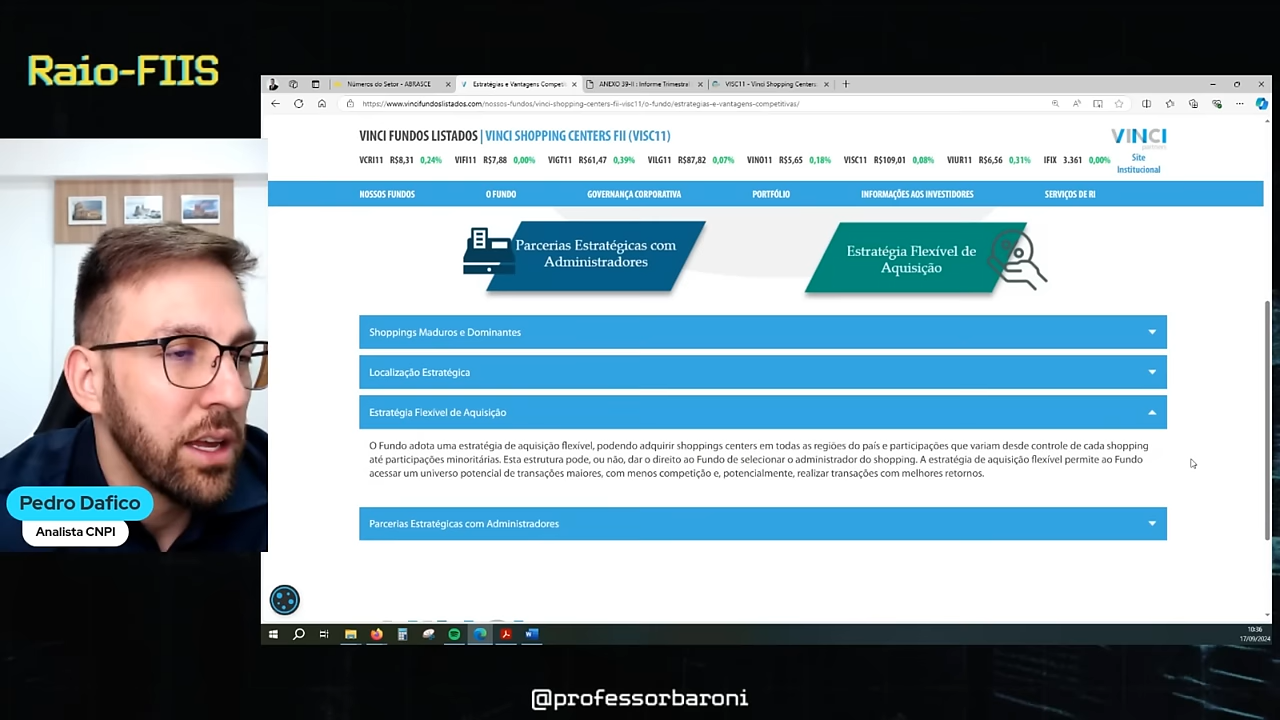 Raio-FIIS
Números do Setor - ABRASCE
Estratégias e Vantagens Competi
ANEXO 39-II : Informe Trimestral
VISC11 – Vinci Shopping Centers
https://www.vincifundoslistados.com/nossos-fundos/vinci-shopping-centers-fii-visc11/o-fundo/estrategias-e-vantagens-competitivas/
VINCI FUNDOS LISTADOS | VINCI SHOPPING CENTERS FII (VISC11)
VINCI
partners
VCRI11 R$8,31 0,24% VIFI11 R$7,88 0,00% VIGT11 R$61,47 0,39% VILG11 R$87,82 0,07% VINO11 R$5,65 0,18% VISC11 R$109,01 0,08% VIUR11 R$6,56 0,31% IFIX 3.361 0,00%
Site
Institucional
NOSSOS FUNDOS O FUNDO GOVERNANÇA CORPORATIVA PORTFÓLIO INFORMAÇÕES AOS INVESTIDORES SERVIÇOS DE RI
Parcerias Estratégicas com
Administradores
Estratégia Flexível de
Aquisição
Shoppings Maduros e Dominantes
Localização Estratégica
Estratégia Flexível de Aquisição
O Fundo adota uma estratégia de aquisição flexível, podendo adquirir shoppings centers em todas as regiões do país e participações que variam desde controle de cada shopping
até participações minoritárias. Esta estrutura pode, ou não, dar o direito ao Fundo de selecionar o administrador do shopping. A estratégia de aquisição flexível permite ao Fundo
acessar um universo potencial de transações maiores, com menos competição e, potencialmente, realizar transações com melhores retornos.
Parcerias Estratégicas com Administradores
Pedro Dafico
Analista CNPI
10:36
17/09/2024
@professorbaroni